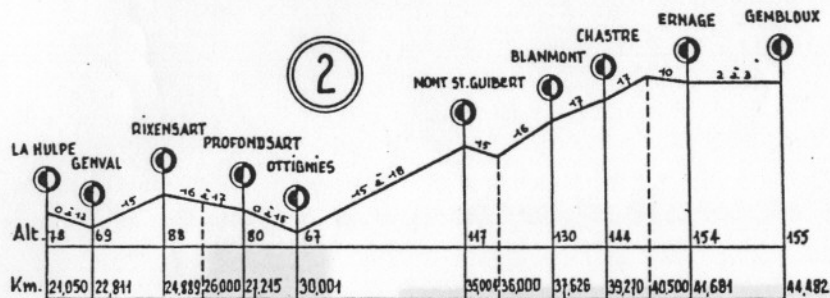 2
ERNAGE GEMBLOUX
CHASTRE
BLANMONT
MONT ST. GUIBERT
RIXENSART PROFONDSART
LA HULPE GENVAL OTTIGNIES
0 à 12 15 16 à 17 0 à 15 15 à 18 15 16 17 17 10 2 à 3
Alt. 78 69 88 80 67 117 130 144 154 155
Km. 21,050 22,811 24,889 26,000 27,215 30,001 35,001 36,000 37,626 39,270 40,500 41,681 44,482